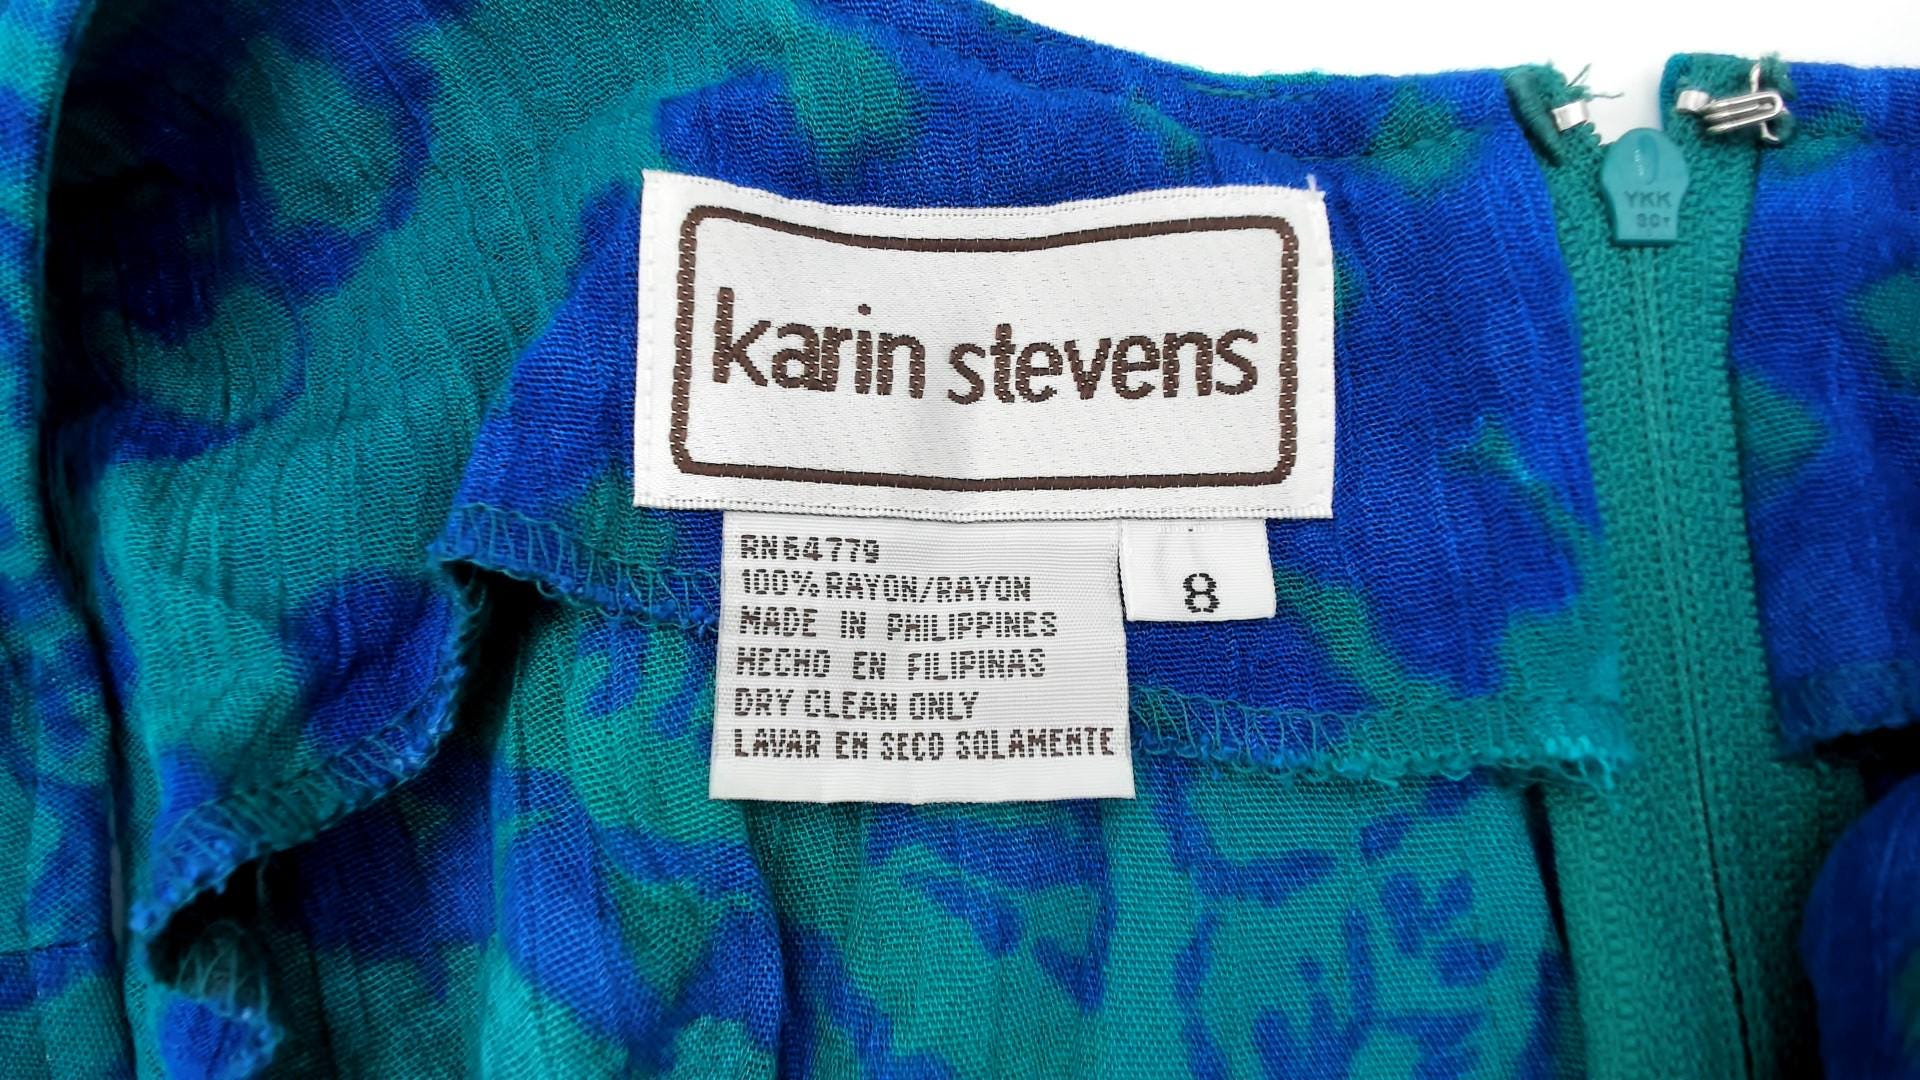 karin stevens
RN64779
100% RAYON/RAYON
MADE IN PHILIPPINES
HECHO EN FILIPINAS
DRY CLEAN ONLY
LAVAR EN SECO SOLAMENTE
8
YKK